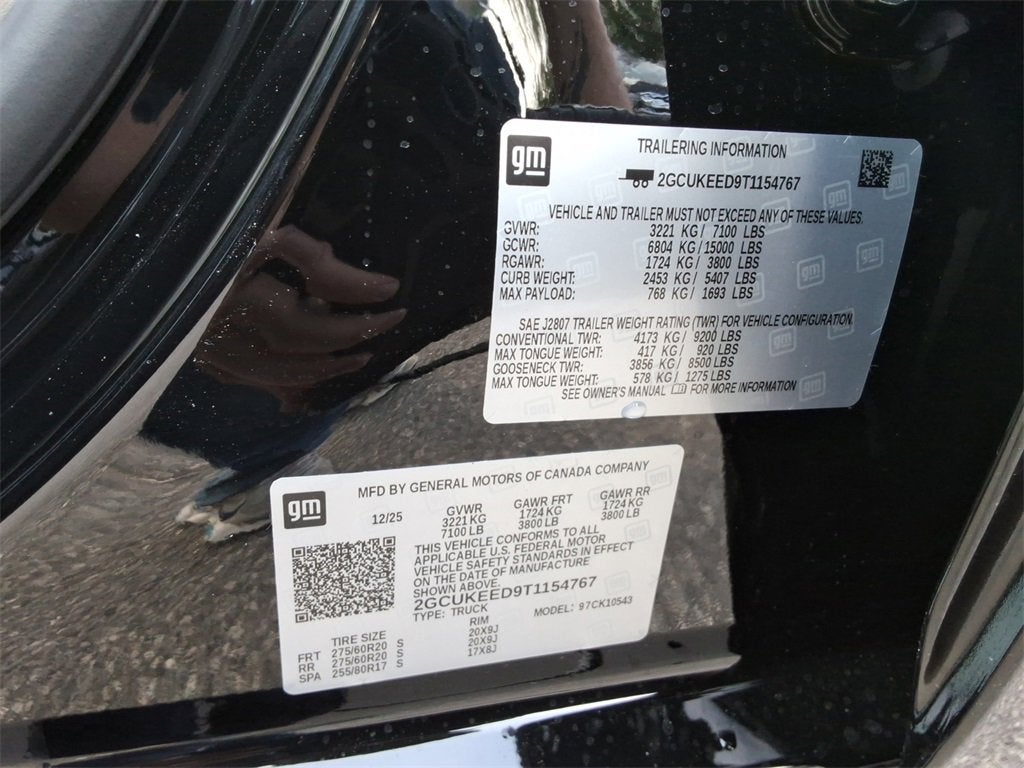 gm
TRAILERING INFORMATION
2GCUKEED9T1154767
VEHICLE AND TRAILER MUST NOT EXCEED ANY OF THESE VALUES.
GVWR: 3221 KG / 7100 LBS
GCWR: 6804 KG / 15000 LBS
RGAWR: 1724 KG / 3800 LBS
CURB WEIGHT: 2453 KG / 5407 LBS
MAX PAYLOAD: 768 KG / 1693 LBS
SAE J2807 TRAILER WEIGHT RATING (TWR) FOR VEHICLE CONFIGURATION.
CONVENTIONAL TWR: 4173 KG / 9200 LBS
MAX TONGUE WEIGHT: 417 KG / 920 LBS
GOOSENECK TWR: 3856 KG / 8500 LBS
MAX TONGUE WEIGHT: 578 KG / 1275 LBS
SEE OWNER'S MANUAL FOR MORE INFORMATION
gm
MFD BY GENERAL MOTORS OF CANADA COMPANY
12/25 GVWR GAWR FRT GAWR RR
3221 KG 1724 KG 1724 KG
7100 LB 3800 LB 3800 LB
THIS VEHICLE CONFORMS TO ALL
APPLICABLE U.S. FEDERAL MOTOR
VEHICLE SAFETY STANDARDS IN EFFECT
ON THE DATE OF MANUFACTURE
SHOWN ABOVE.
2GCUKEED9T1154767
TYPE: TRUCK MODEL: 97CK10543
TIRE SIZE RIM
FRT 275/60R20 S 20X9J
RR 275/60R20 S 20X9J
SPA 255/80R17 S 17X8J